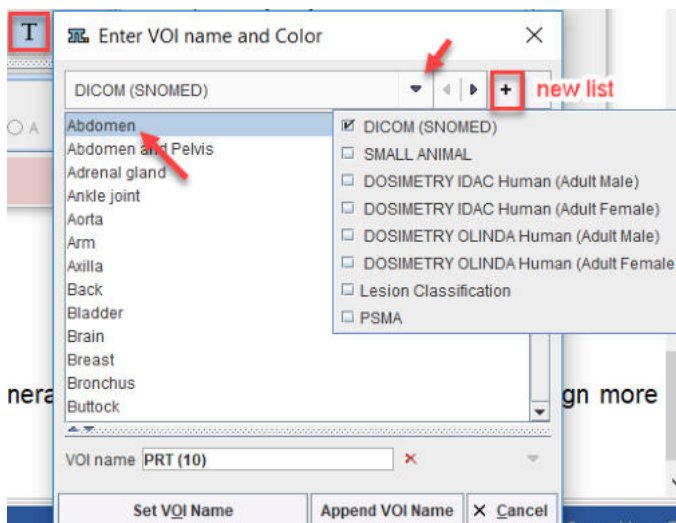 T
Enter VOI name and Color
DICOM (SNOMED)
+ new list
A
Abdomen
Abdomen and Pelvis
Adrenal gland
Ankle joint
Aorta
Arm
Axilla
Back
Bladder
Brain
Breast
Bronchus
Buttock
DICOM (SNOMED)
SMALL ANIMAL
DOSIMETRY IDAC Human (Adult Male)
DOSIMETRY IDAC Human (Adult Female)
DOSIMETRY OLINDA Human (Adult Male)
DOSIMETRY OLINDA Human (Adult Female
Lesion Classification
PSMA
nera
gn more
VOI name PRT (10)
Set VOI Name
Append VOI Name
Cancel